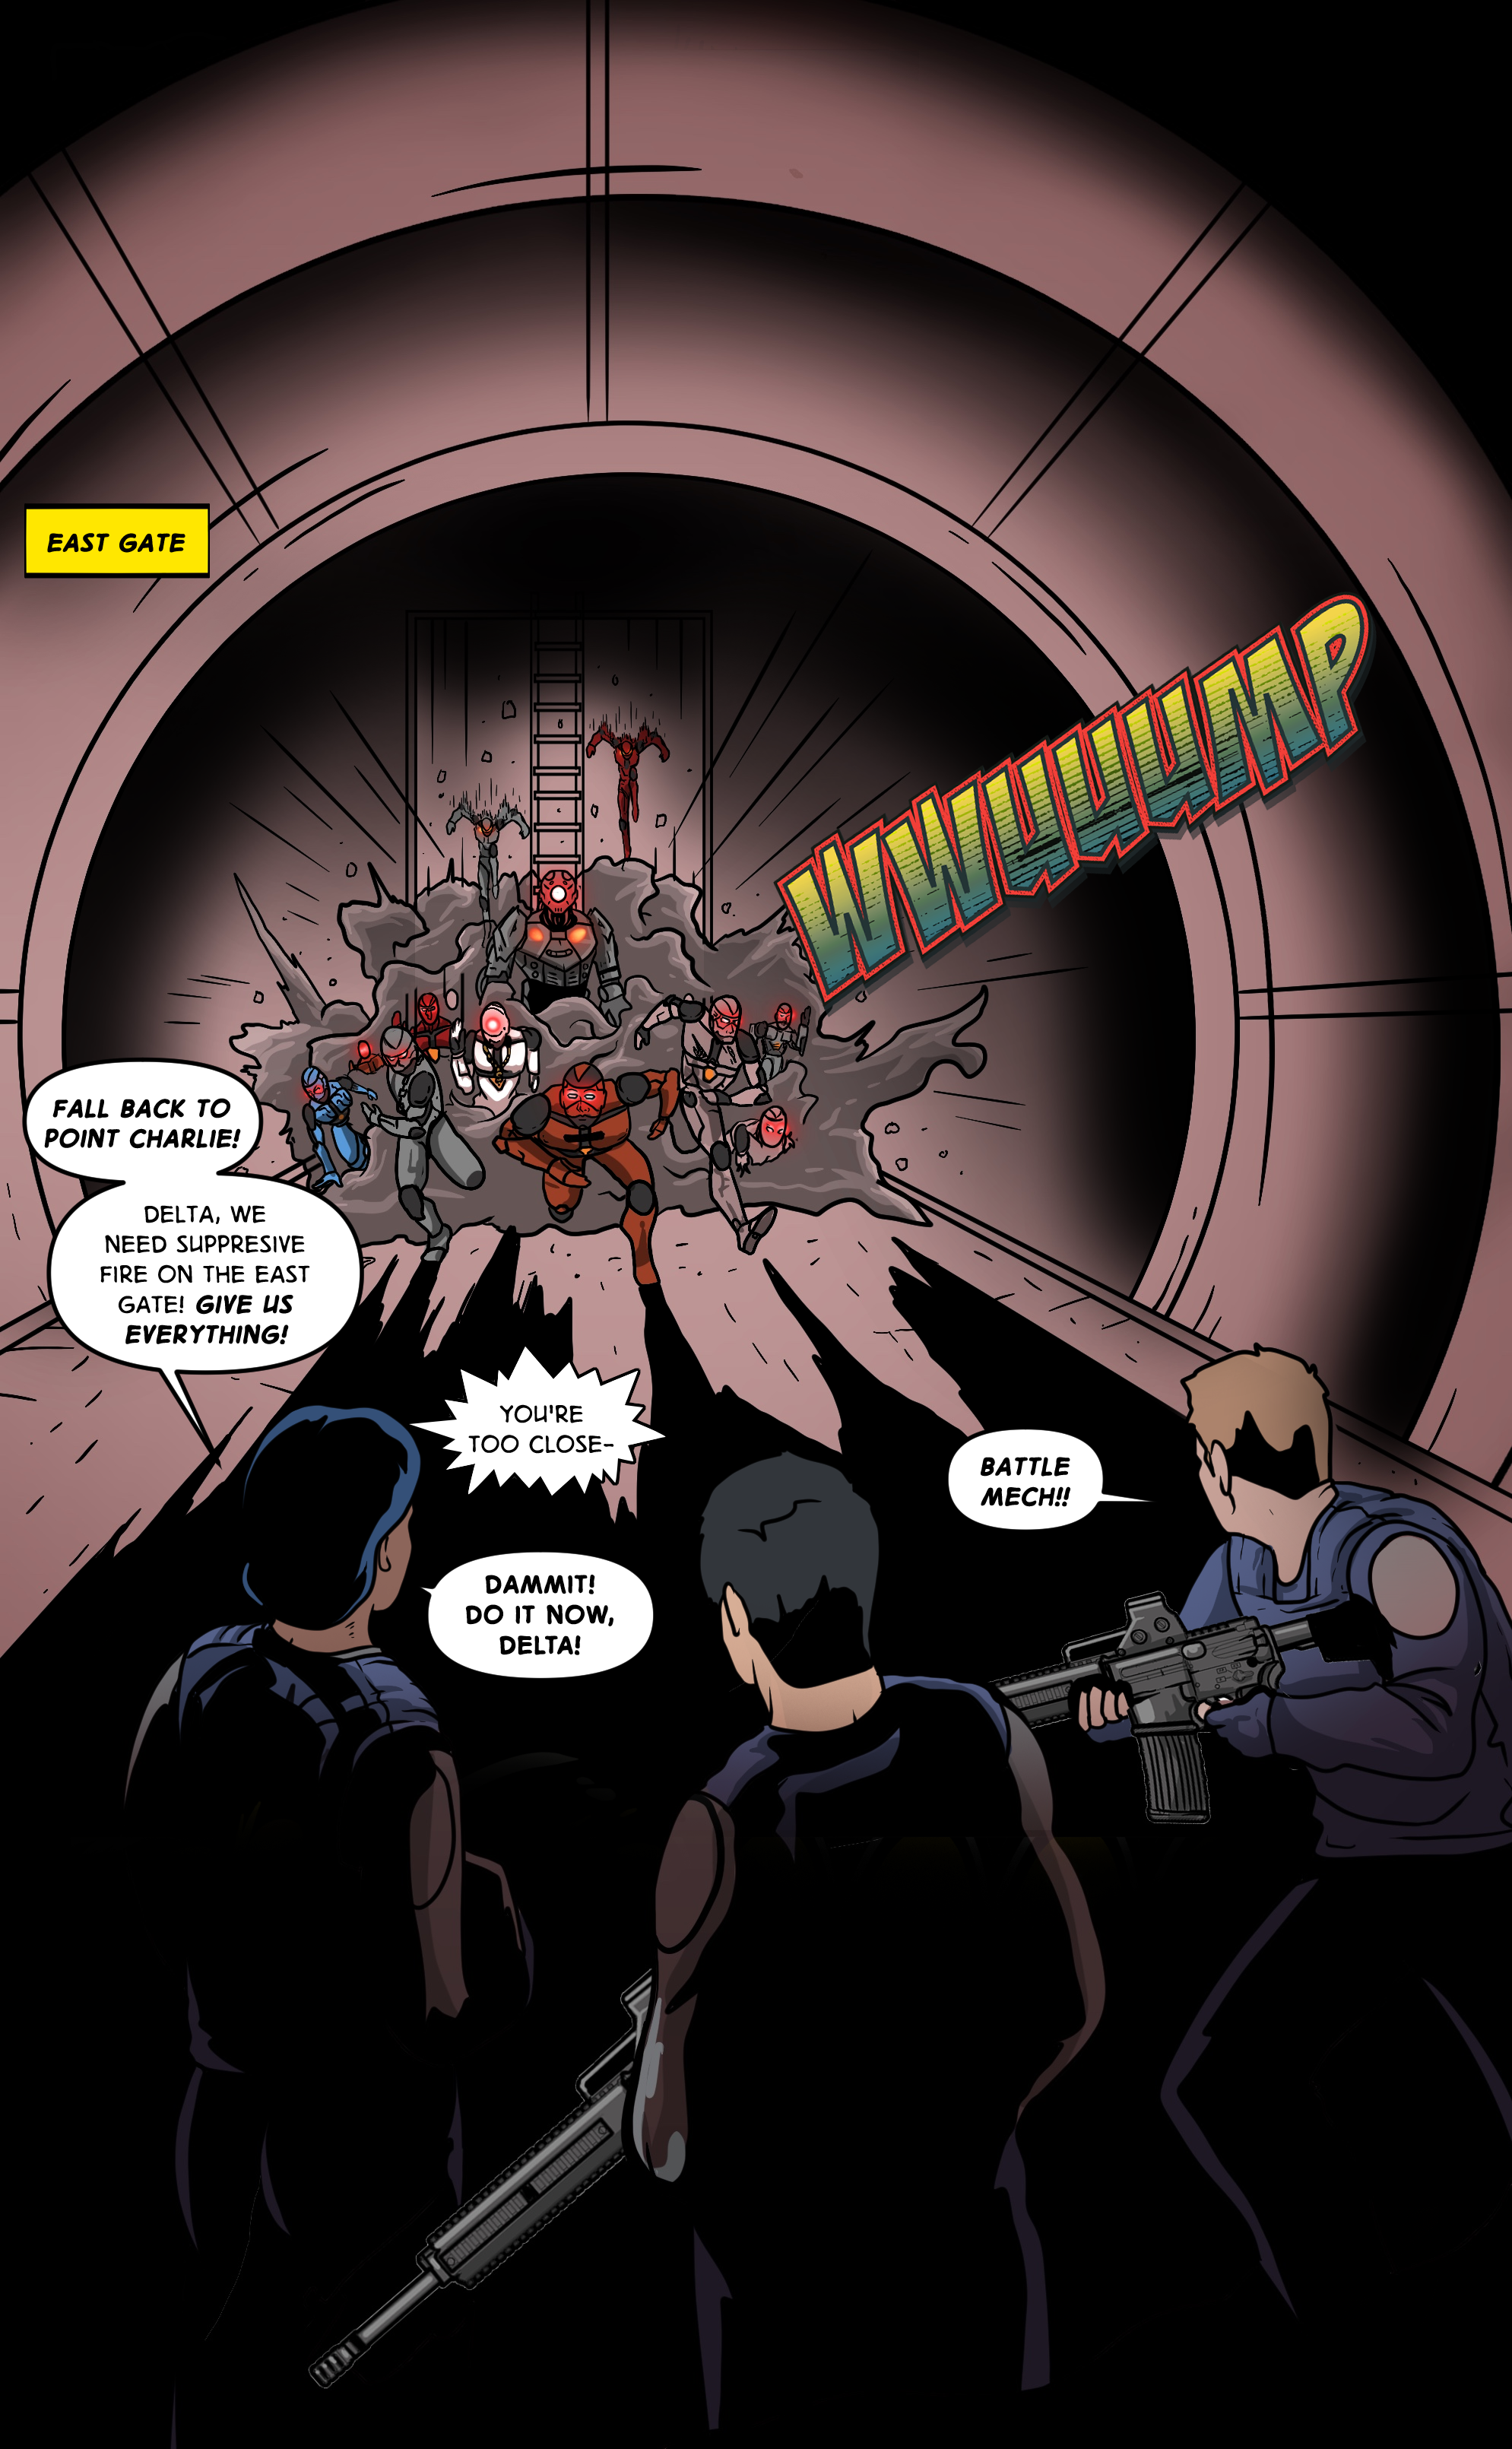 EAST GATE
WWUUUMP
FALL BACK TO
POINT CHARLIE!
DELTA, WE
NEED SUPPRESIVE
FIRE ON THE EAST
GATE! GIVE US
EVERYTHING!
YOU'RE
TOO CLOSE-
DAMMIT!
DO IT NOW,
DELTA!
BATTLE
MECH!!